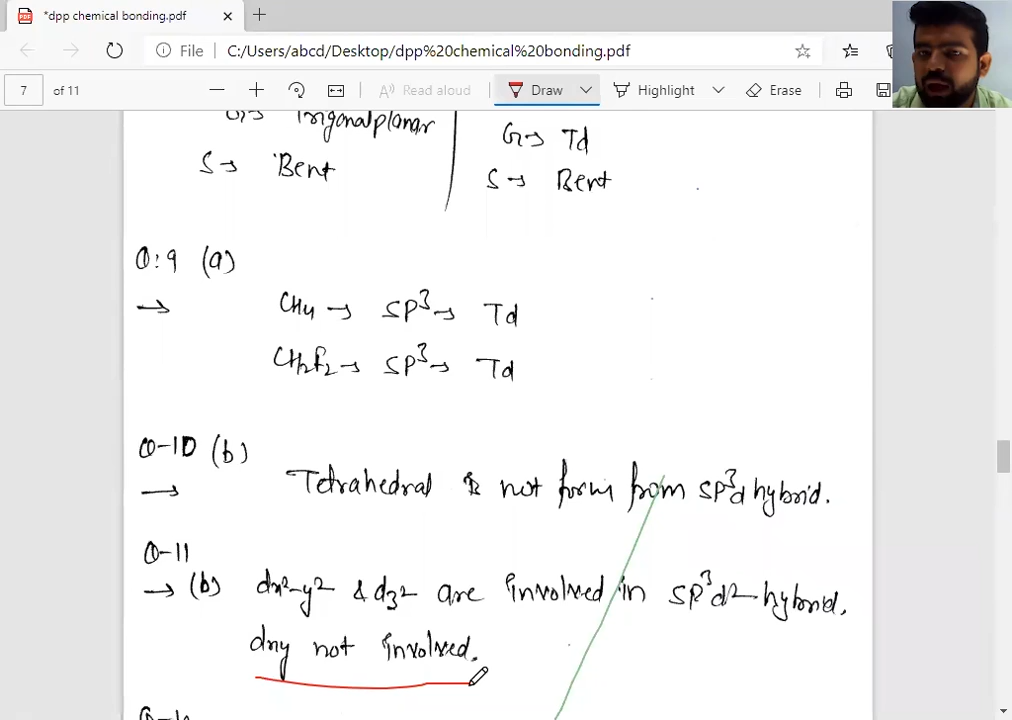 *dpp chemical bonding.pdf
File C:/Users/abcd/Desktop/dpp%20chemical%20bonding.pdf
7 of 11 Read aloud Draw Highlight Erase
G→ Trigonal planar
S→ Bent
G→ Td
S→ Bent
Q:9 (a)
→ CH4 → SP3 → Td
CH2F2 → SP3 → Td
Q-10 (b)
→ Tetrahedral is not form from SP3d hybrid.
Q-11
→ (b) dx2-y2 & dz2 are involved in SP3d2-hybrid.
dxy not involved.